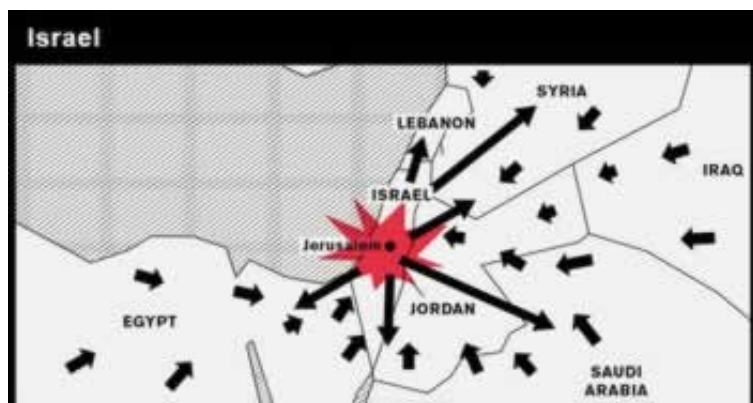 Israel
SYRIA
LEBANON
IRAQ
ISRAEL
Jerusalem
JORDAN
EGYPT
SAUDI
ARABIA